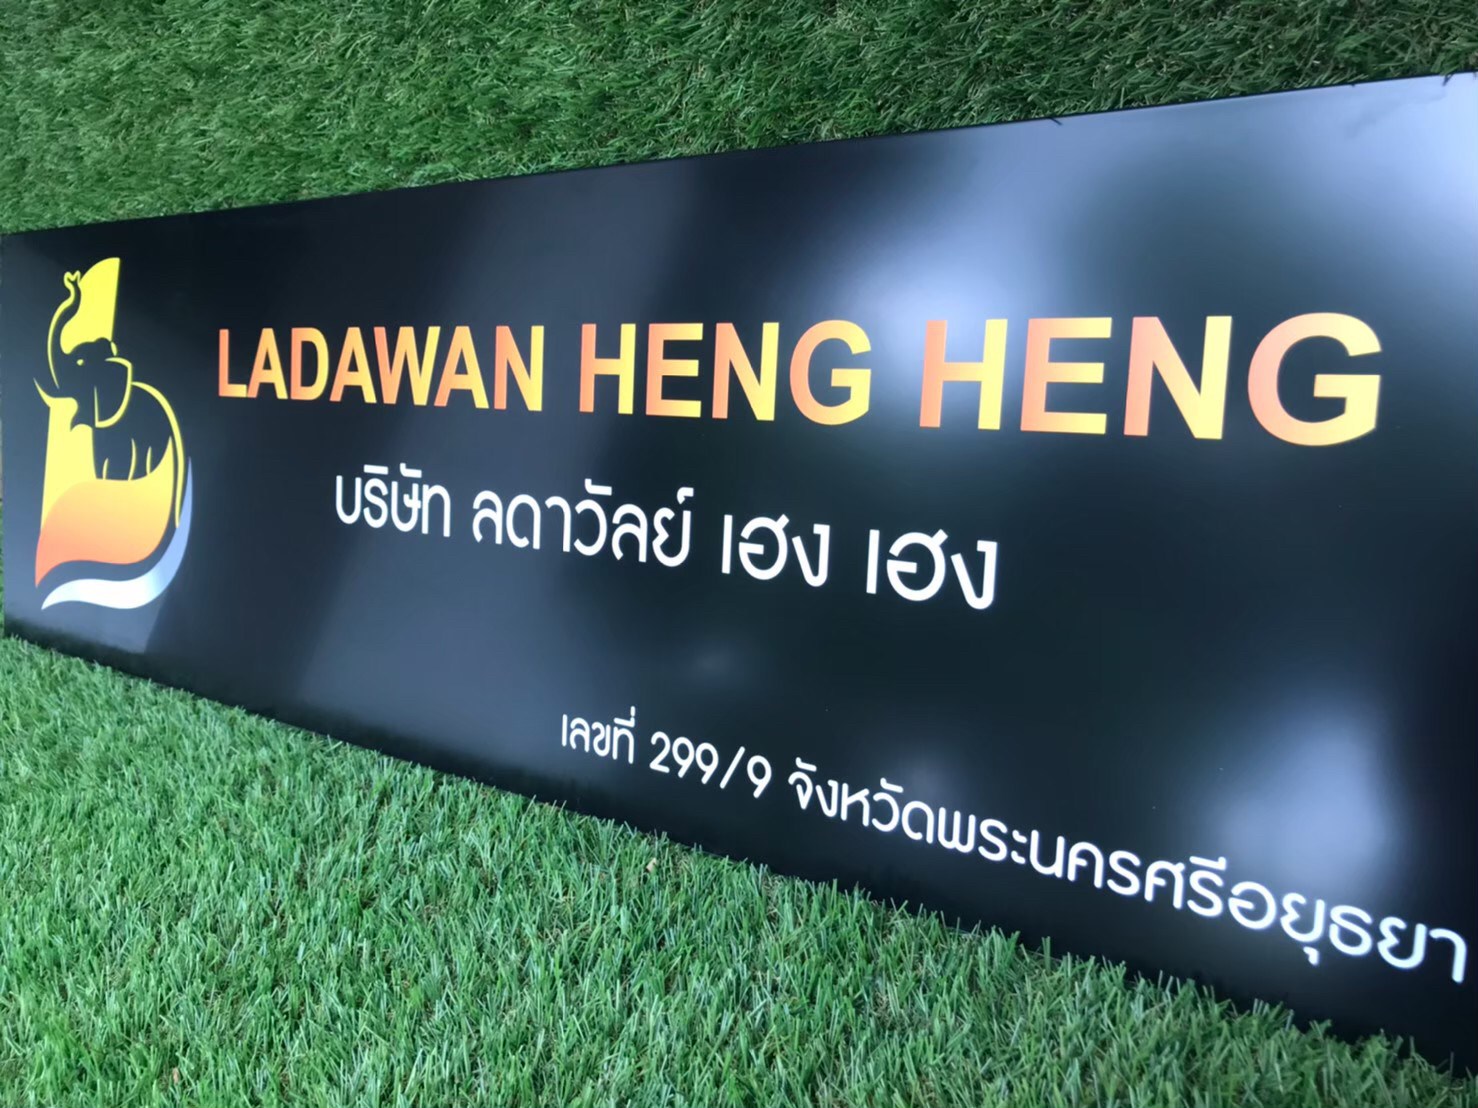 LADAWAN HENG HENG
บริษัท ลดาวัลย์ เฮง เฮง
เลขที่ 299/9 จังหวัดพระนครศรีอยุธยา